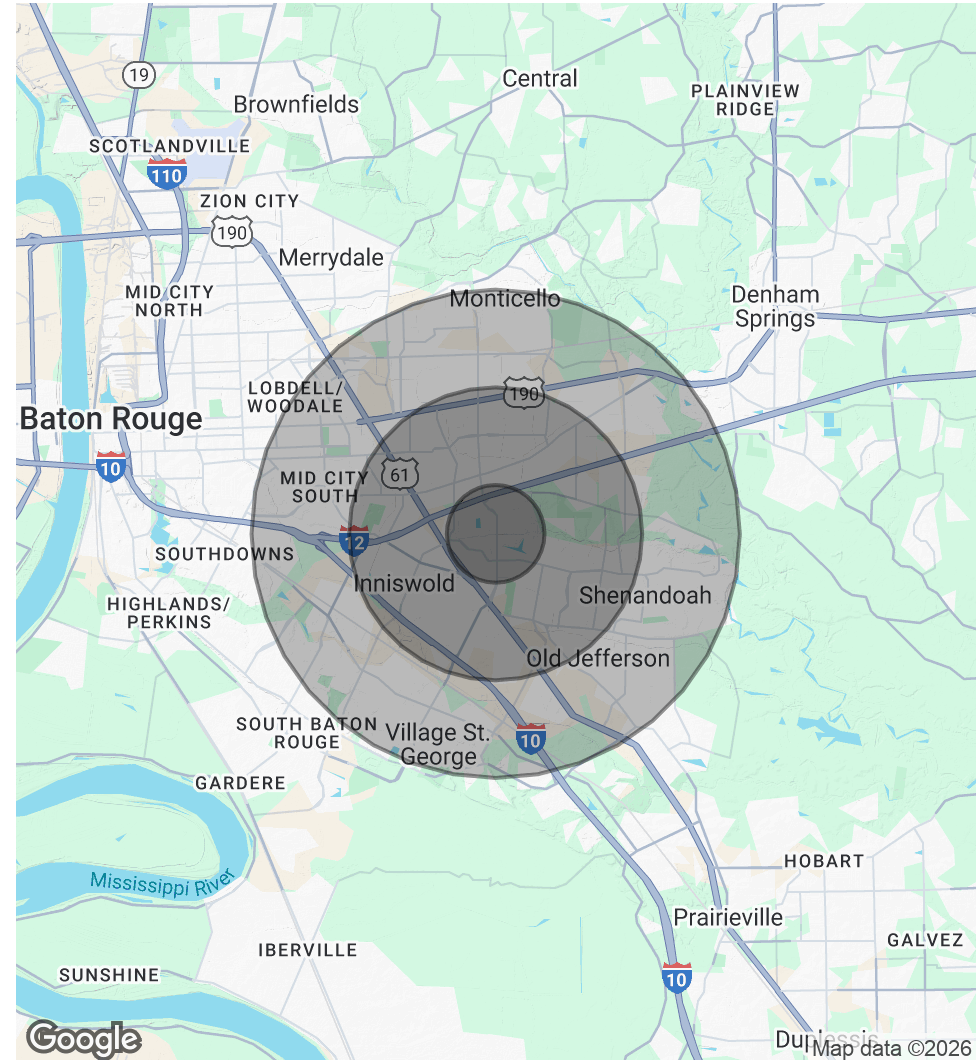 Central
19
PLAINVIEW
RIDGE
Brownfields
SCOTLANDVILLE
110
ZION CITY
190
Merrydale
MID CITY
NORTH
Monticello
Denham
Springs
LOBDELL/
WOODALE
190
Baton Rouge
10
MID CITY
SOUTH
61
12
SOUTHDOWNS
Inniswold
Shenandoah
HIGHLANDS/
PERKINS
Old Jefferson
SOUTH BATON
ROUGE
Village St.
George
10
GARDERE
Mississippi River
HOBART
Prairieville
GALVEZ
IBERVILLE
SUNSHINE
10
Google
Duplessis
Map data ©2026